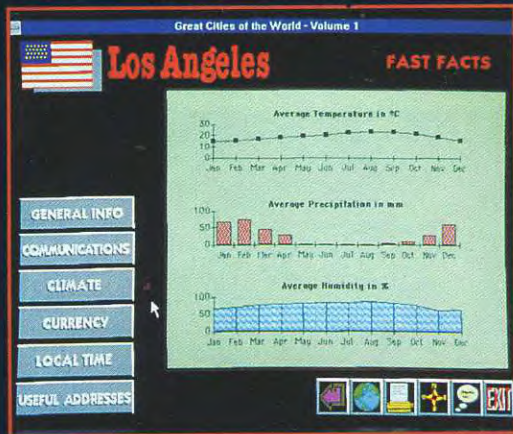 Great Cities of the World - Volume 1
Los Angeles
FAST FACTS
Average Temperature in °C
30
20
10
0
Jan Feb Mar Apr May Jun Jul Aug Sep Oct Nov Dec
GENERAL INFO
COMMUNICATIONS
CLIMATE
CURRENCY
LOCAL TIME
USEFUL ADDRESSES
Average Precipitation in mm
100
50
0
Jan Feb Mar Apr May Jun Jul Aug Sep Oct Nov Dec
Average Humidity in %
100
50
0
Jan Feb Mar Apr May Jun Jul Aug Sep Oct Nov Dec
EXIT